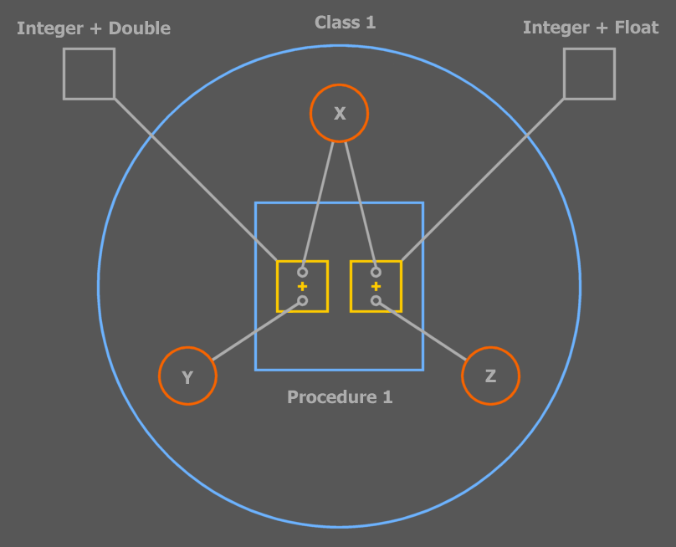 Integer + Double
Class 1
Integer + Float
X
+
+
Y
Z
Procedure 1